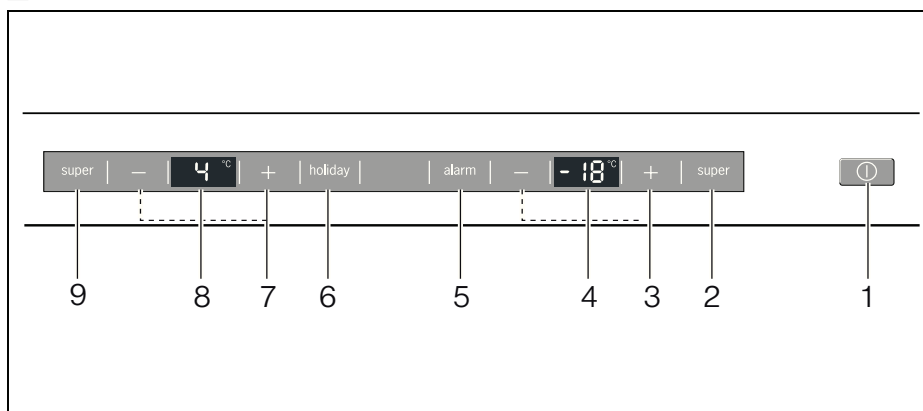 super | − | 4 °C | + | holiday | alarm | − | -18 °C | + | super
9 8 7 6 5 4 3 2 1